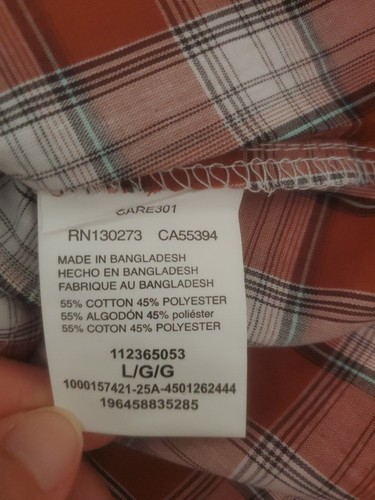 CARE301
RN130273 CA55394
MADE IN BANGLADESH
HECHO EN BANGLADESH
FABRIQUE AU BANGLADESH
55% COTTON 45% POLYESTER
55% ALGODÓN 45% poliéster
55% COTON 45% POLYESTER
112365053
L/G/G
1000157421-25A-4501262444
196458835285